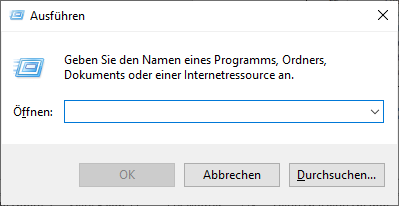 Ausführen
Geben Sie den Namen eines Programms, Ordners,
Dokuments oder einer Internetressource an.
Öffnen:
OK Abbrechen Durchsuchen...